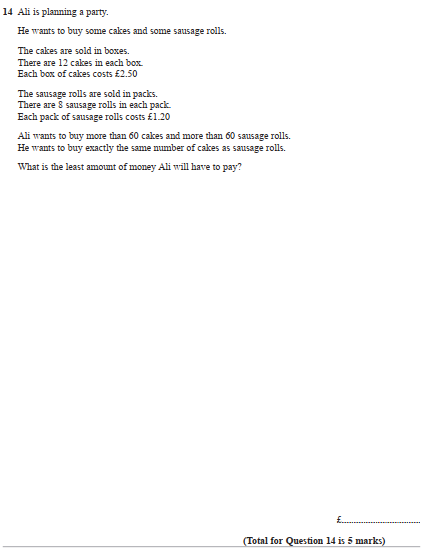 14 Ali is planning a party.
He wants to buy some cakes and some sausage rolls.
The cakes are sold in boxes.
There are 12 cakes in each box.
Each box of cakes costs £2.50
The sausage rolls are sold in packs.
There are 8 sausage rolls in each pack.
Each pack of sausage rolls costs £1.20
Ali wants to buy more than 60 cakes and more than 60 sausage rolls.
He wants to buy exactly the same number of cakes as sausage rolls.
What is the least amount of money Ali will have to pay?
£................................
(Total for Question 14 is 5 marks)